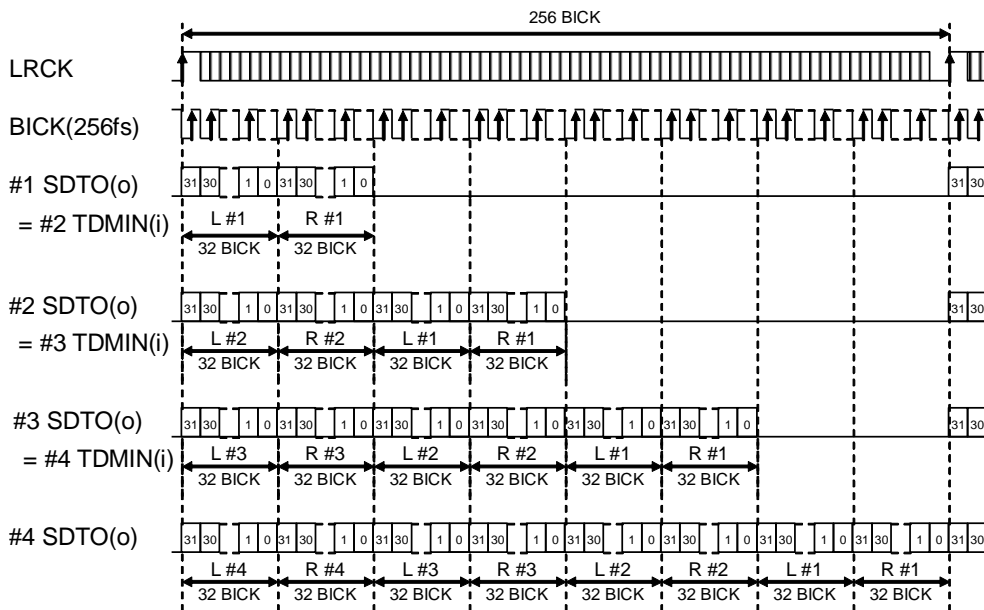 256 BICK
LRCK
BICK(256fs)
#1 SDTO(o)
31 30 1 0 31 30 1 0 31 30
= #2 TDMIN(i)
L #1 R #1
32 BICK 32 BICK
#2 SDTO(o)
31 30 1 0 31 30 1 0 31 30 1 0 31 30 1 0 31 30
= #3 TDMIN(i)
L #2 R #2 L #1 R #1
32 BICK 32 BICK 32 BICK 32 BICK
#3 SDTO(o)
31 30 1 0 31 30 1 0 31 30 1 0 31 30 1 0 31 30 1 0 31 30 1 0 31 30
= #4 TDMIN(i)
L #3 R #3 L #2 R #2 L #1 R #1
32 BICK 32 BICK 32 BICK 32 BICK 32 BICK 32 BICK
#4 SDTO(o)
31 30 1 0 31 30 1 0 31 30 1 0 31 30 1 0 31 30 1 0 31 30 1 0 31 30 1 0 31 30 1 0 31 30
L #4 R #4 L #3 R #3 L #2 R #2 L #1 R #1
32 BICK 32 BICK 32 BICK 32 BICK 32 BICK 32 BICK 32 BICK 32 BICK